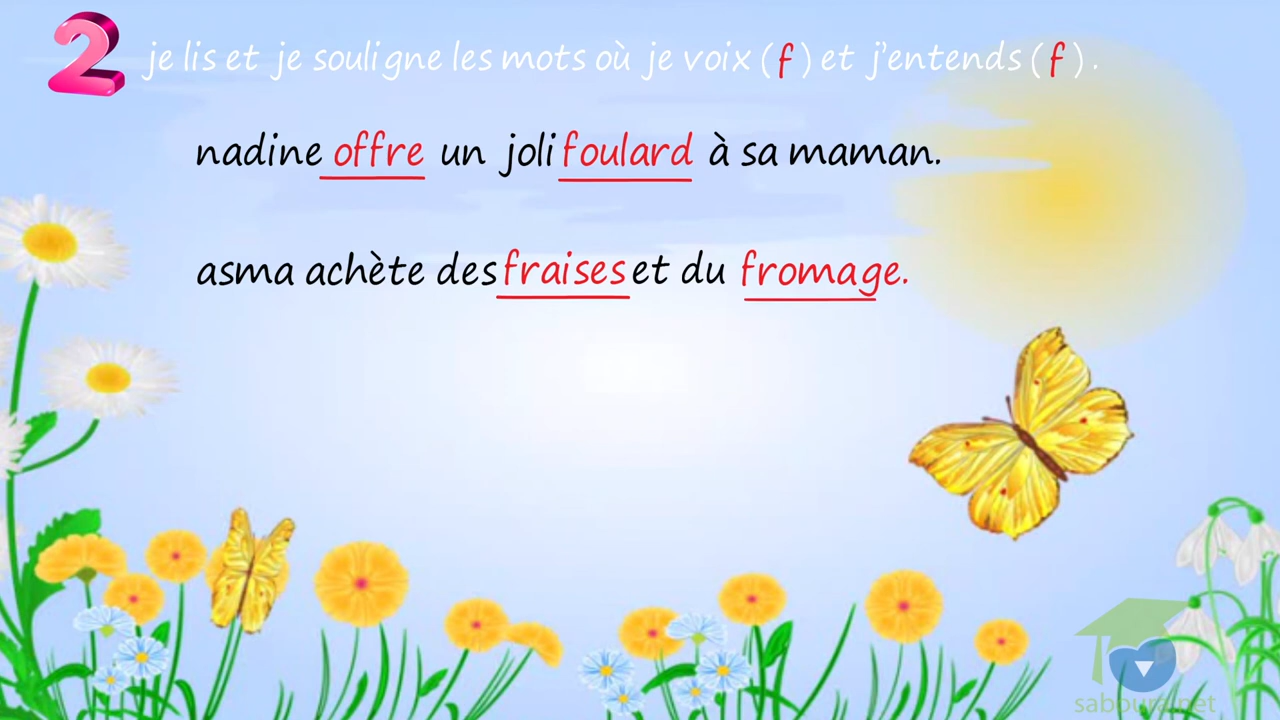 2 je lis et je souligne les mots où je voix ( f ) et j'entends ( f ) .
nadine offre un joli foulard à sa maman.
asma achète des fraises et du fromage.